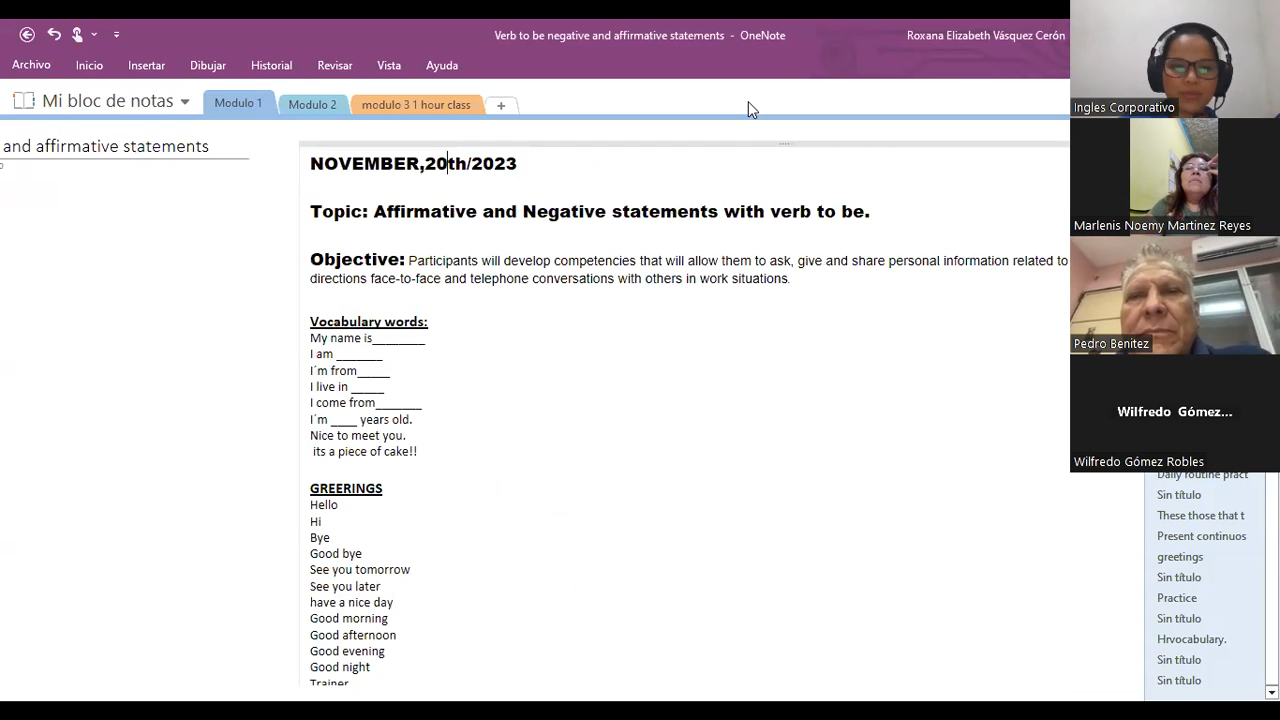 Verb to be negative and affirmative statements - OneNote
Roxana Elizabeth Vásquez Cerón
Archivo Inicio Insertar Dibujar Historial Revisar Vista Ayuda
Mi bloc de notas Modulo 1 Modulo 2 modulo 3 1 hour class +
and affirmative statements
NOVEMBER,20th/2023
Topic: Affirmative and Negative statements with verb to be.
Objective: Participants will develop competencies that will allow them to ask, give and share personal information related to
directions face-to-face and telephone conversations with others in work situations.
Vocabulary words:
My name is________
I am _______
I´m from_____
I live in _____
I come from_______
I´m ____ years old.
Nice to meet you.
its a piece of cake!!
GREERINGS
Hello
Hi
Bye
Good bye
See you tomorrow
See you later
have a nice day
Good morning
Good afternoon
Good evening
Good night
Trainer
Ingles Corporativo
Marlenis Noemy Martinez Reyes
Pedro Benitez
Wilfredo Gómez...
Wilfredo Gómez Robles
Daily routine pract
Sin título
These those that t
Present continuos
greetings
Sin título
Practice
Sin título
Hrvocabulary.
Sin título
Sin título